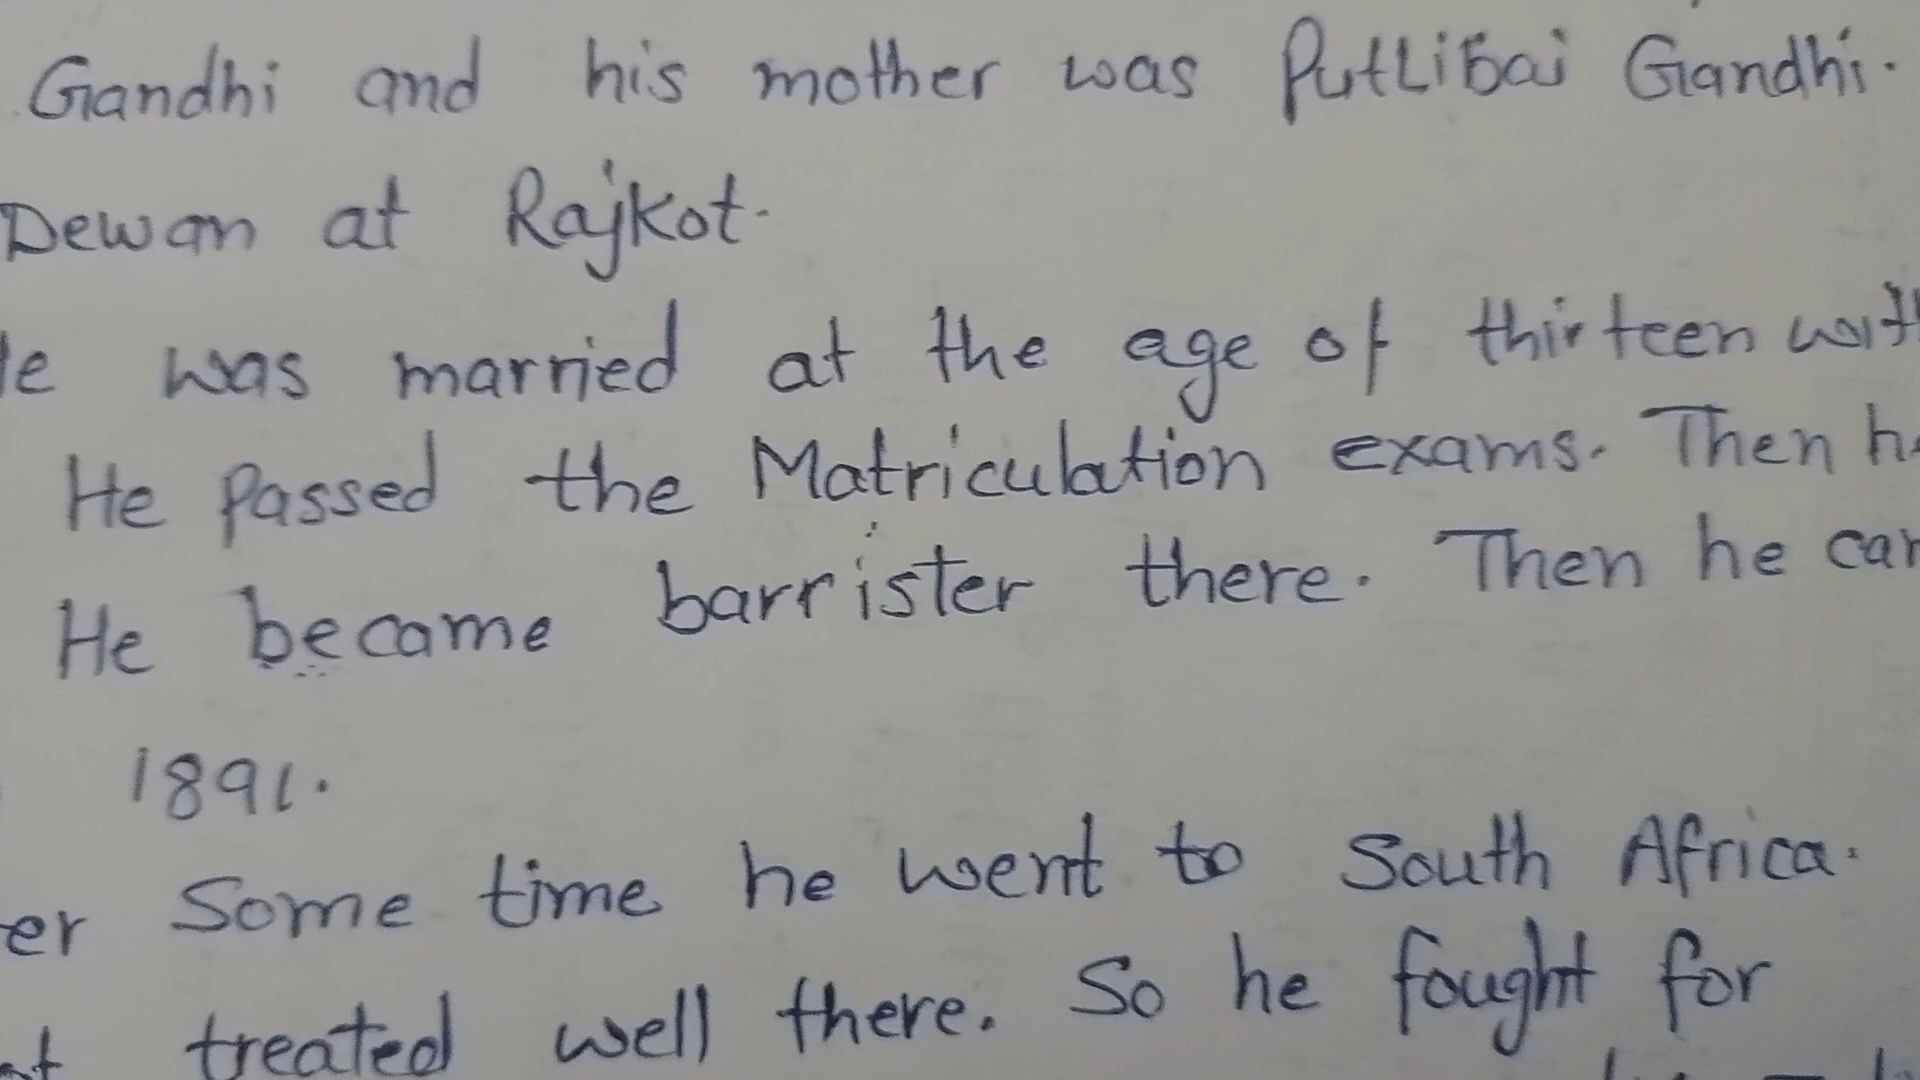 Gandhi and his mother was Putlibai Gandhi.
Dewan at Rajkot.
was married at the age of thirteen
He passed the Matriculation exams. Then
He became barrister there. Then he
1891.
Some time he went to South Africa.
treated well there. So he fought for